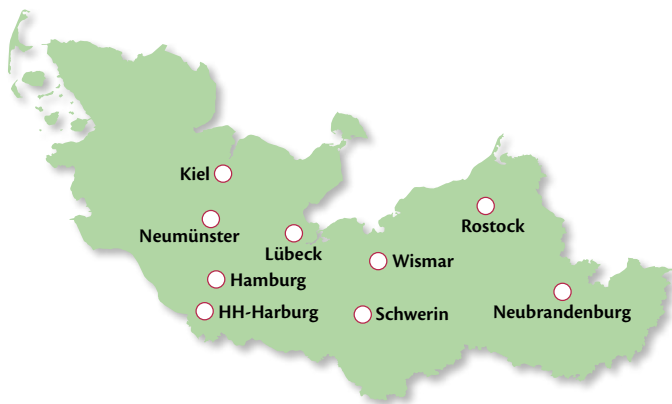 Kiel
Neumünster
Rostock
Lübeck
Wismar
Hamburg
HH-Harburg
Schwerin
Neubrandenburg